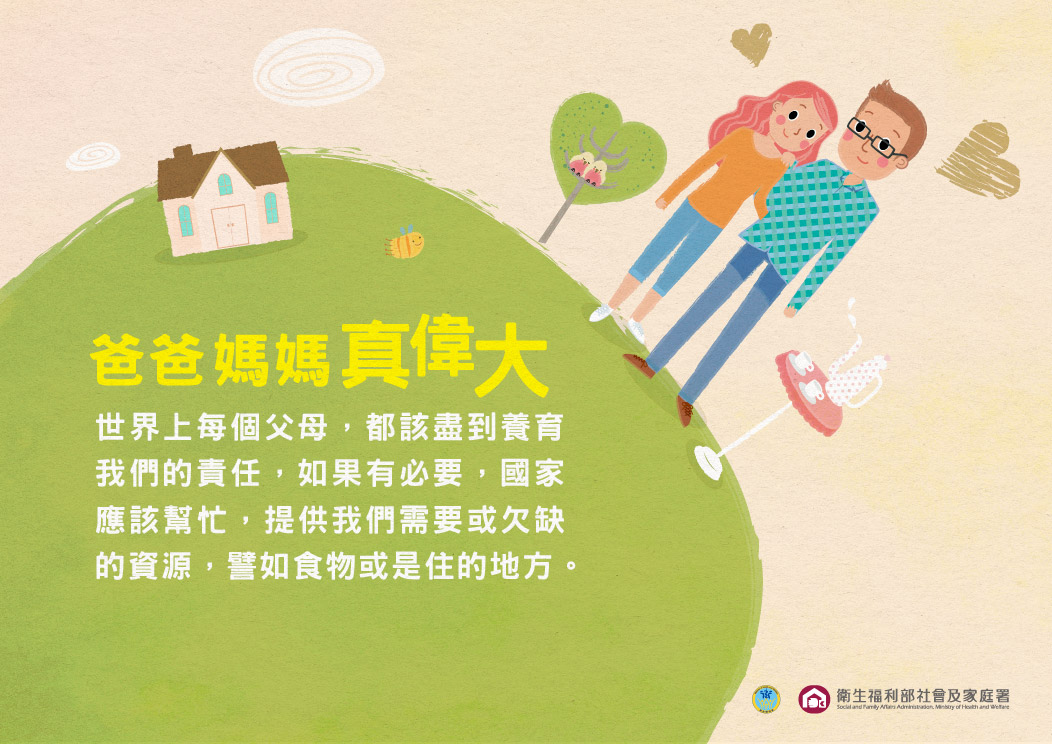 爸爸媽媽真偉大
世界上每個父母，都該盡到養育
我們的責任，如果有必要，國家
應該幫忙，提供我們需要或欠缺
的資源，譬如食物或是住的地方。
衛生福利部社會及家庭署
Social and Family Affairs Administration, Ministry of Health and Welfare